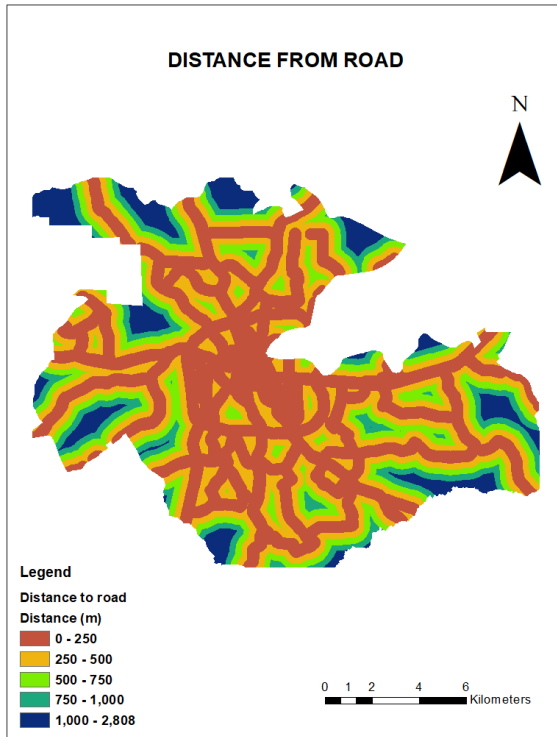 DISTANCE FROM ROAD
N
Legend
Distance to road
Distance (m)
0 - 250
250 - 500
500 - 750
750 - 1,000
1,000 - 2,808
0 1 2 4 6
Kilometers